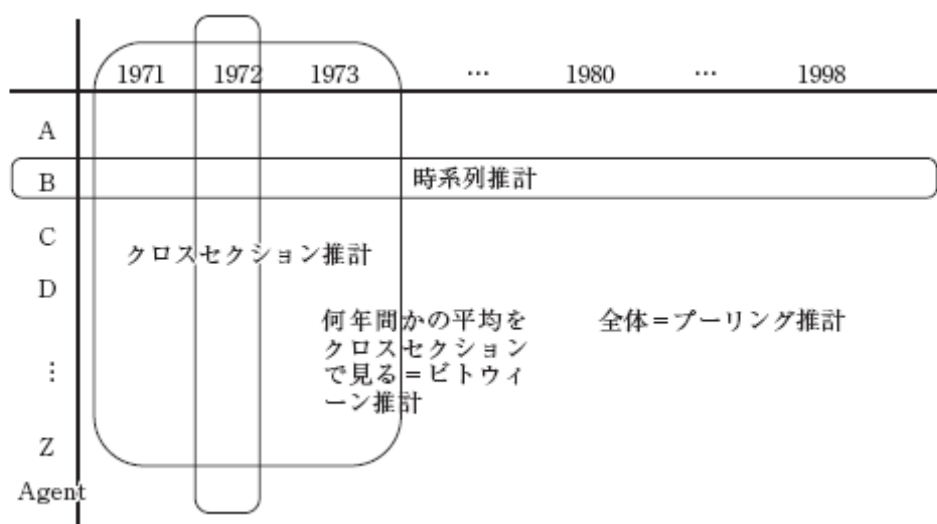 1971 1972 1973 … 1980 … 1998
A
B 時系列推計
C
クロスセクション推計
D
何年間かの平均を 全体=プーリング推計
クロスセクション
⋮ で見る=ビトウィ
ーン推計
Z
Agent